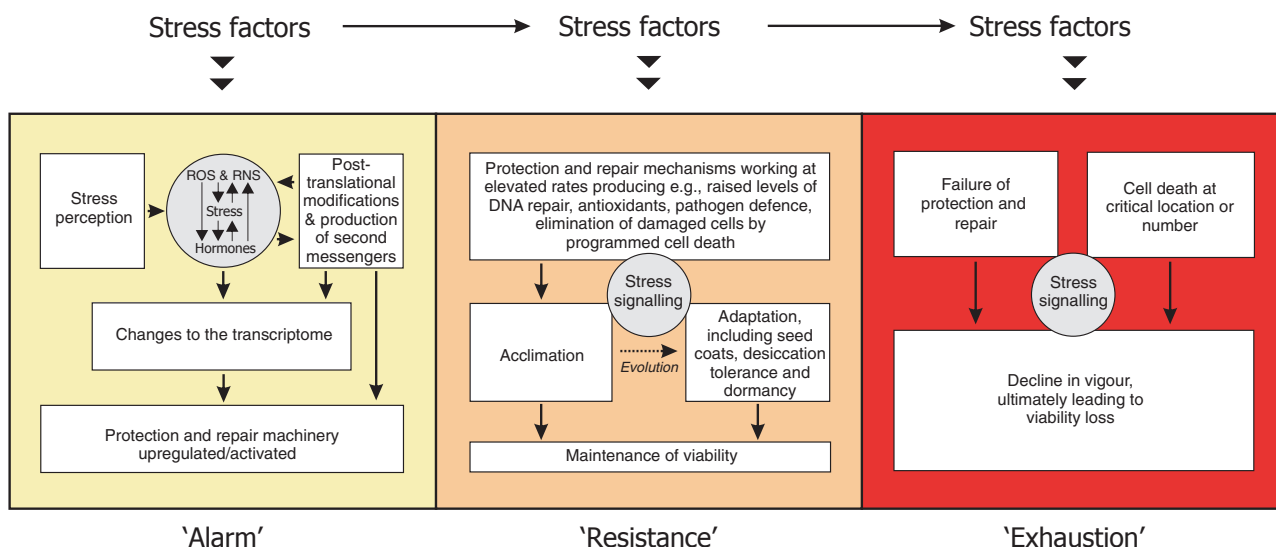 Stress factors
Stress factors
Stress factors
Stress
perception
ROS & RNS
Stress
Hormones
Post-
translational
modifications
& production
of second
messengers
Changes to the transcriptome
Protection and repair machinery
upregulated/activated
Protection and repair mechanisms working at
elevated rates producing e.g., raised levels of
DNA repair, antioxidants, pathogen defence,
elimination of damaged cells by
programmed cell death
Stress
signalling
Acclimation
Evolution
Adaptation,
including seed
coats, desiccation
tolerance and
dormancy
Maintenance of viability
Failure of
protection and
repair
Cell death at
critical location or
number
Stress
signalling
Decline in vigour,
ultimately leading to
viability loss
‘Alarm’
‘Resistance’
‘Exhaustion’